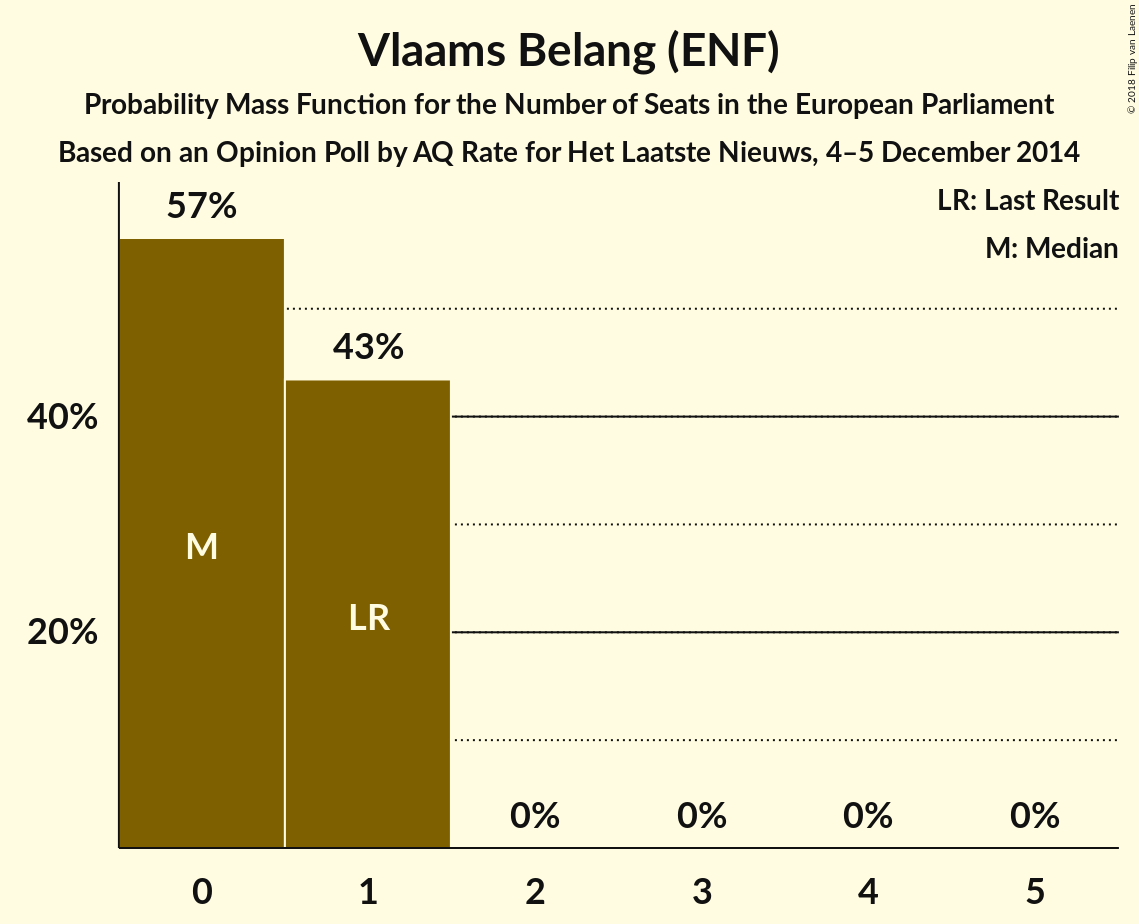 Vlaams Belang (ENF)
Probability Mass Function for the Number of Seats in the European Parliament
Based on an Opinion Poll by AQ Rate for Het Laatste Nieuws, 4–5 December 2014
© 2018 Filip van Laenen
LR: Last Result
M: Median
57%
43%
40%
M
LR
20%
0% 0% 0% 0%
0 1 2 3 4 5